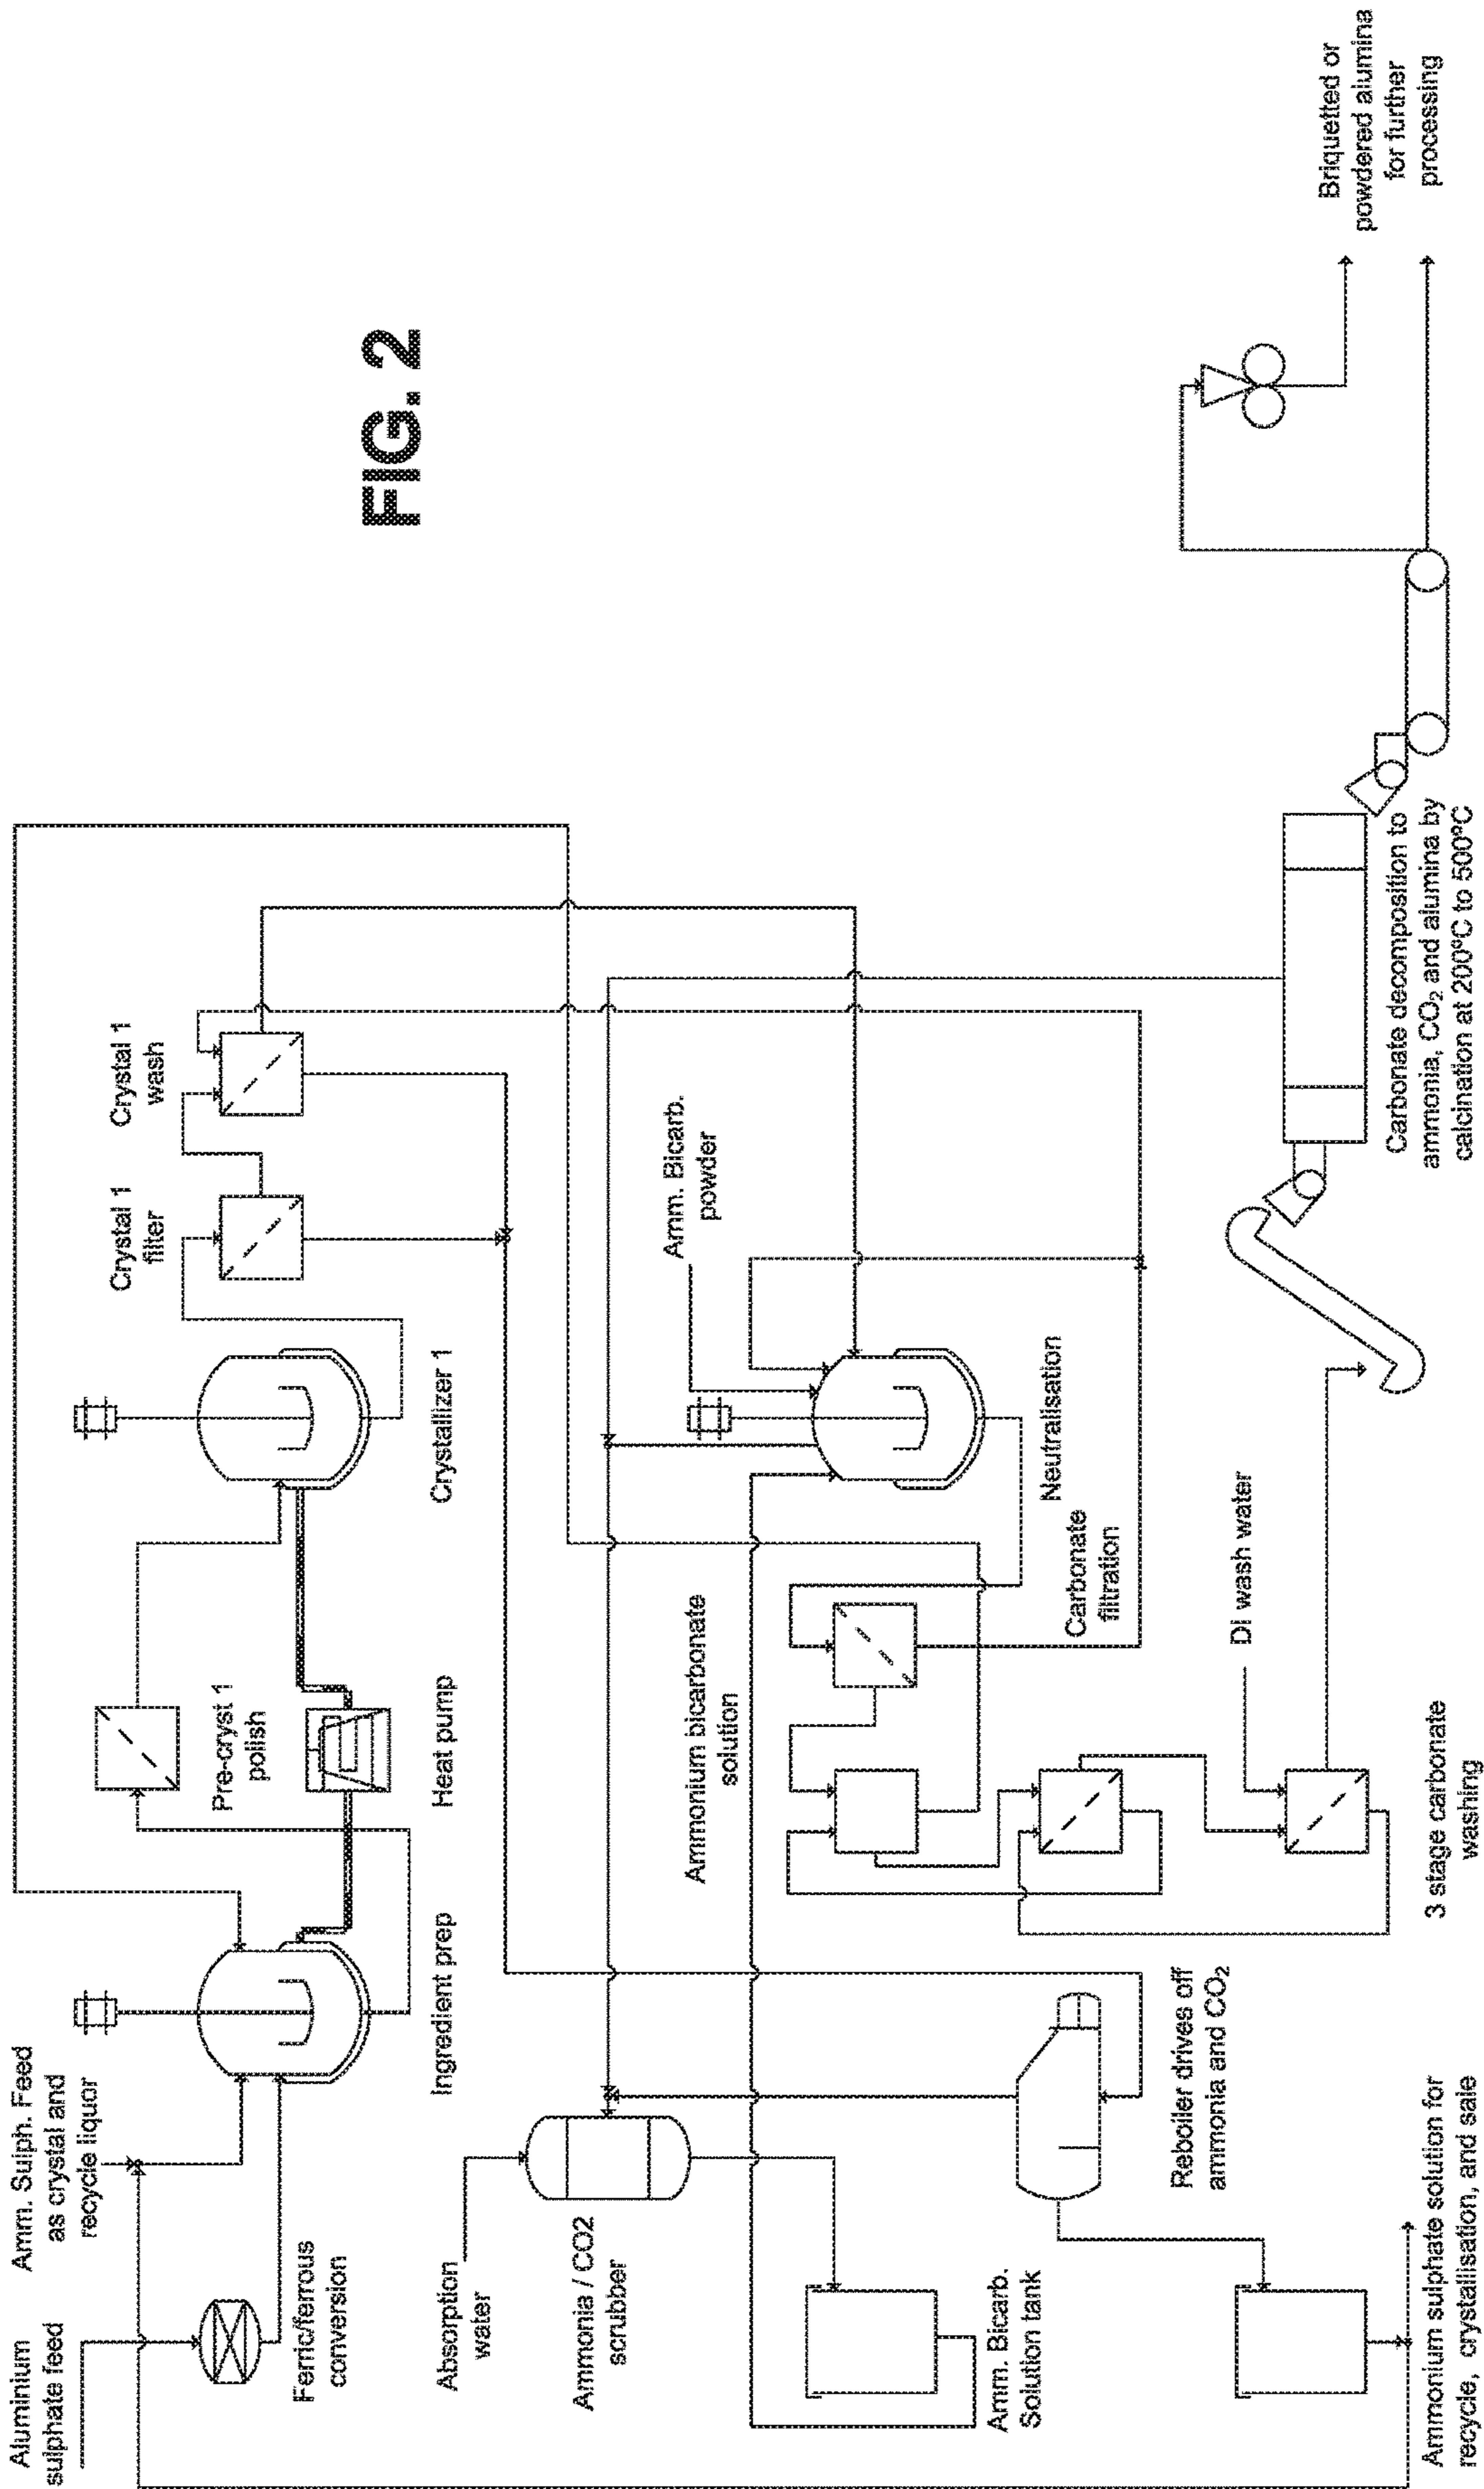 FIG. 2
Aluminium
sulphate feed
Amm. Sulph. Feed
as crystal and
recycle liquor
Ferric/ferrous
conversion
Ingredient prep
Pre-cryst 1
polish
Heat pump
Crystallizer 1
Crystal 1
filter
Crystal 1
wash
Absorption
water
Ammonia / CO2
scrubber
Ammonium bicarbonate
solution
Amm. Bicarb.
powder
Neutralisation
Carbonate
filtration
Amm. Bicarb.
Solution tank
Reboiler drives off
ammonia and CO₂
DI wash water
3 stage carbonate
washing
Ammonium sulphate solution for
recycle, crystallisation, and sale
Carbonate decomposition to
ammonia, CO₂ and alumina by
calcination at 200ºC to 500ºC
Briquetted or
powdered alumina
for further
processing